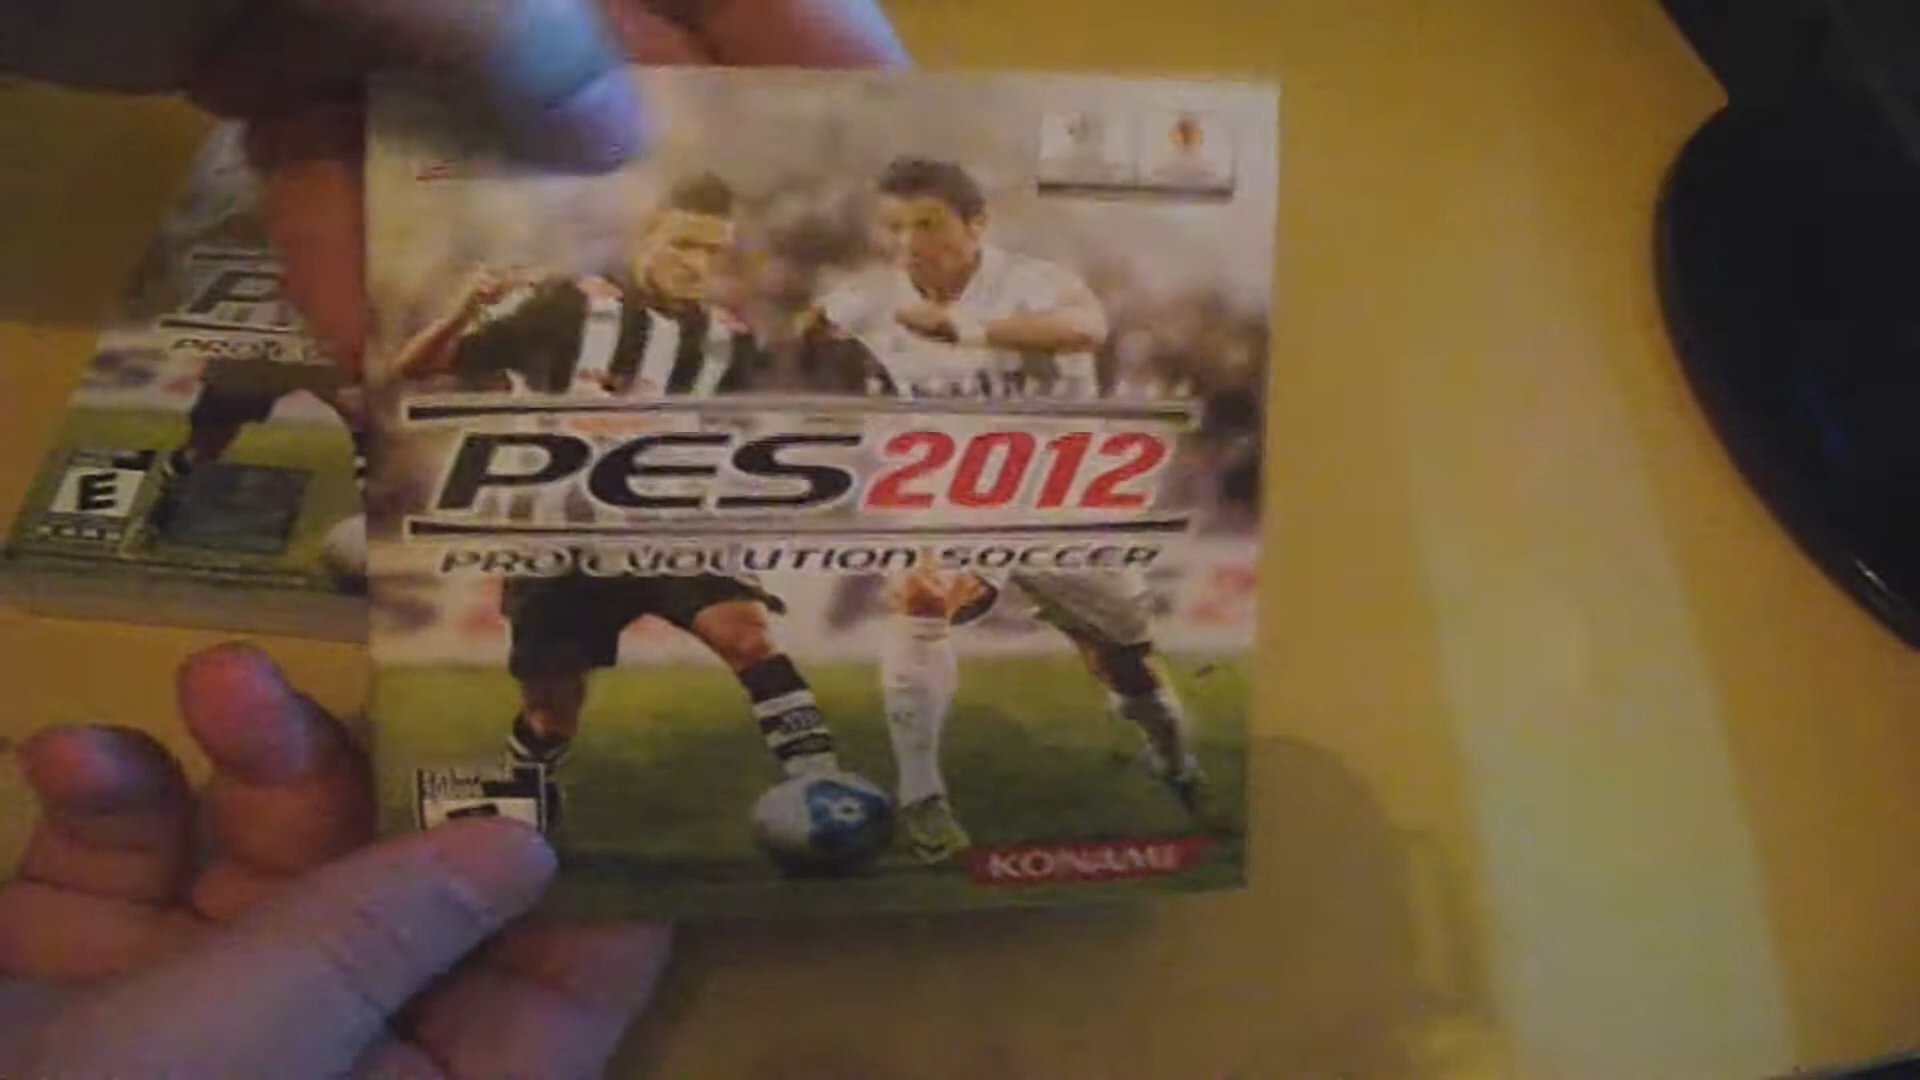 PES 2012
PRO EVOLUTION SOCCER
E
KONAMI